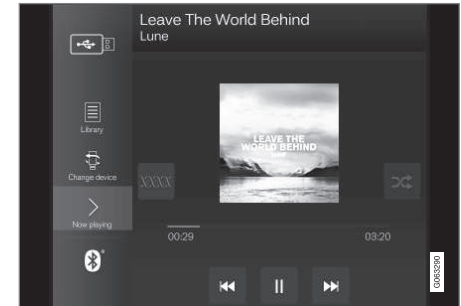 Leave The World Behind
Lune
Library
Change device
Now playing
XXXX
LEAVE THE
WORLD BEHIND
00:29
03:20
G063290